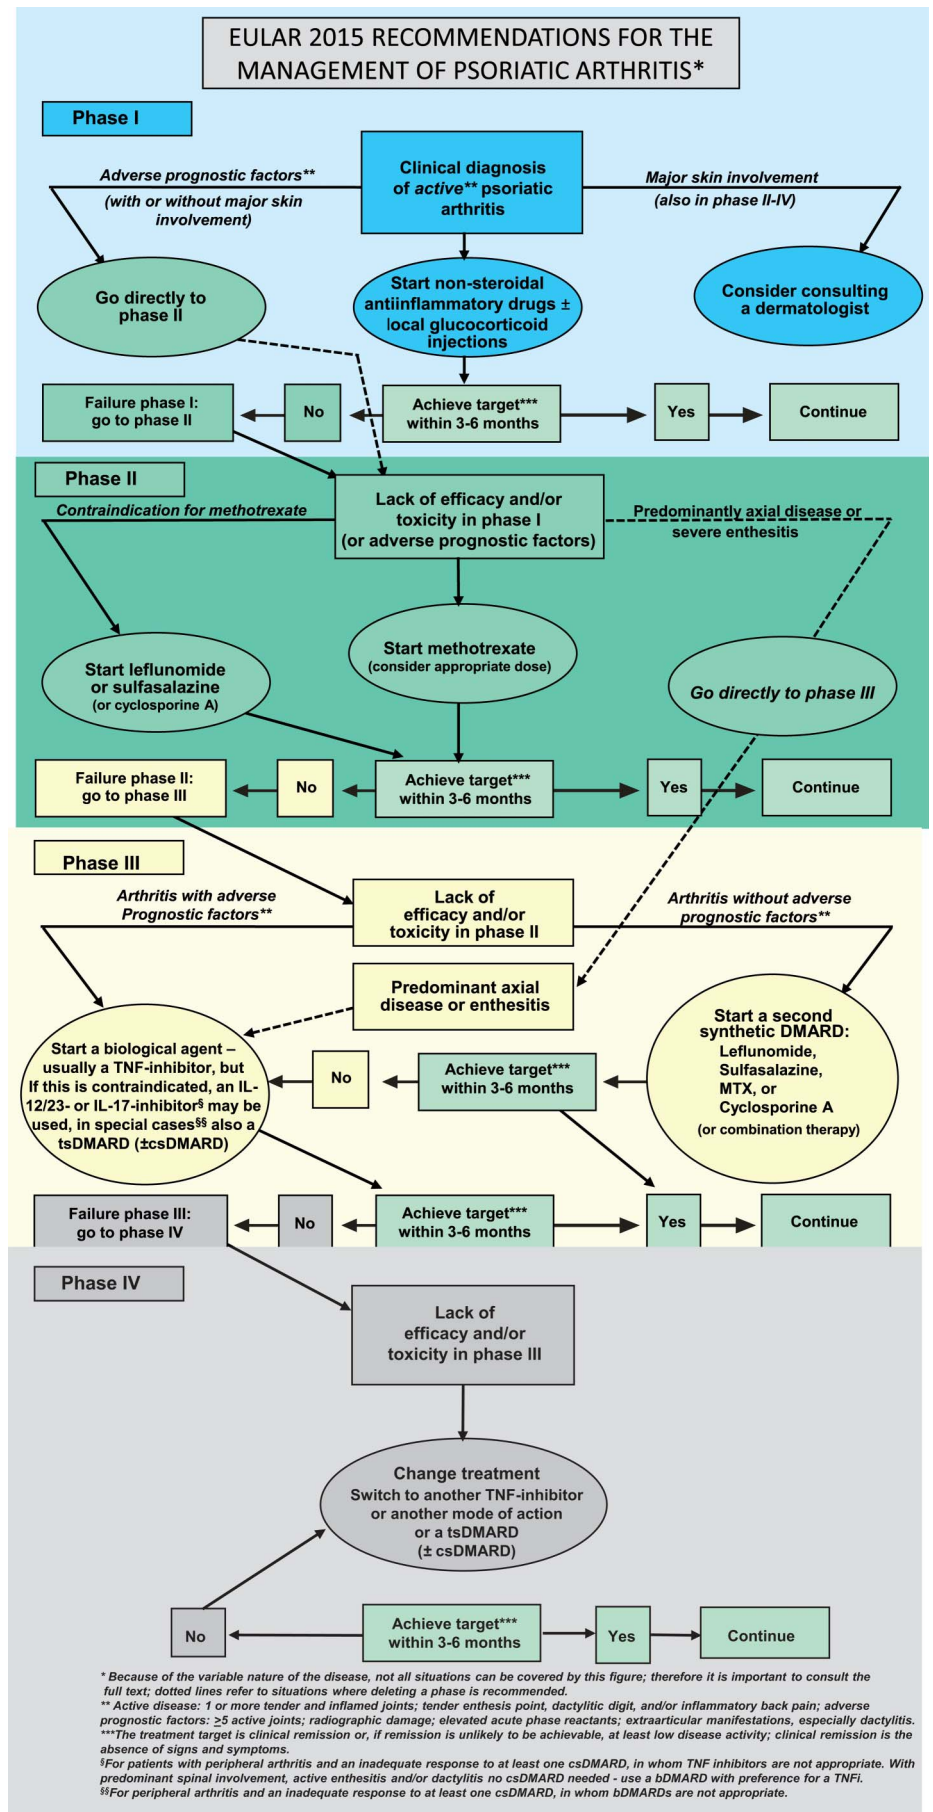 EULAR 2015 RECOMMENDATIONS FOR THE
MANAGEMENT OF PSORIATIC ARTHRITIS*
Phase I
Adverse prognostic factors**
(with or without major skin
involvement)
Clinical diagnosis
of active** psoriatic
arthritis
Major skin involvement
(also in phase II-IV)
Go directly to
phase II
Start non-steroidal
antiinflammatory drugs ±
local glucocorticoid
injections
Consider consulting
a dermatologist
Failure phase I:
go to phase II
No
Achieve target***
within 3-6 months
Yes
Continue
Phase II
Contraindication for methotrexate
Lack of efficacy and/or
toxicity in phase I
(or adverse prognostic factors)
Predominantly axial disease or
severe enthesitis
Start leflunomide
or sulfasalazine
(or cyclosporine A)
Start methotrexate
(consider appropriate dose)
Go directly to phase III
Failure phase II:
go to phase III
No
Achieve target***
within 3-6 months
Yes
Continue
Phase III
Arthritis with adverse
Prognostic factors**
Lack of
efficacy and/or
toxicity in phase II
Arthritis without adverse
prognostic factors**
Predominant axial
disease or enthesitis
Start a biological agent –
usually a TNF-inhibitor, but
If this is contraindicated, an IL-
12/23- or IL-17-inhibitor§ may be
used, in special cases§§ also a
tsDMARD (±csDMARD)
No
Achieve target***
within 3-6 months
Start a second
synthetic DMARD:
Leflunomide,
Sulfasalazine,
MTX, or
Cyclosporine A
(or combination therapy)
Failure phase III:
go to phase IV
No
Achieve target***
within 3-6 months
Yes
Continue
Phase IV
Lack of
efficacy and/or
toxicity in phase III
Change treatment
Switch to another TNF-inhibitor
or another mode of action
or a tsDMARD
(± csDMARD)
No
Achieve target***
within 3-6 months
Yes
Continue
* Because of the variable nature of the disease, not all situations can be covered by this figure; therefore it is important to consult the
full text; dotted lines refer to situations where deleting a phase is recommended.
** Active disease: 1 or more tender and inflamed joints; tender enthesis point, dactylitic digit, and/or inflammatory back pain; adverse
prognostic factors: ≥5 active joints; radiographic damage; elevated acute phase reactants; extraarticular manifestations, especially dactylitis.
***The treatment target is clinical remission or, if remission is unlikely to be achievable, at least low disease activity; clinical remission is the
absence of signs and symptoms.
§For patients with peripheral arthritis and an inadequate response to at least one csDMARD, in whom TNF inhibitors are not appropriate. With
predominant spinal involvement, active enthesitis and/or dactylitis no csDMARD needed - use a bDMARD with preference for a TNFi.
§§For peripheral arthritis and an inadequate response to at least one csDMARD, in whom bDMARDs are not appropriate.